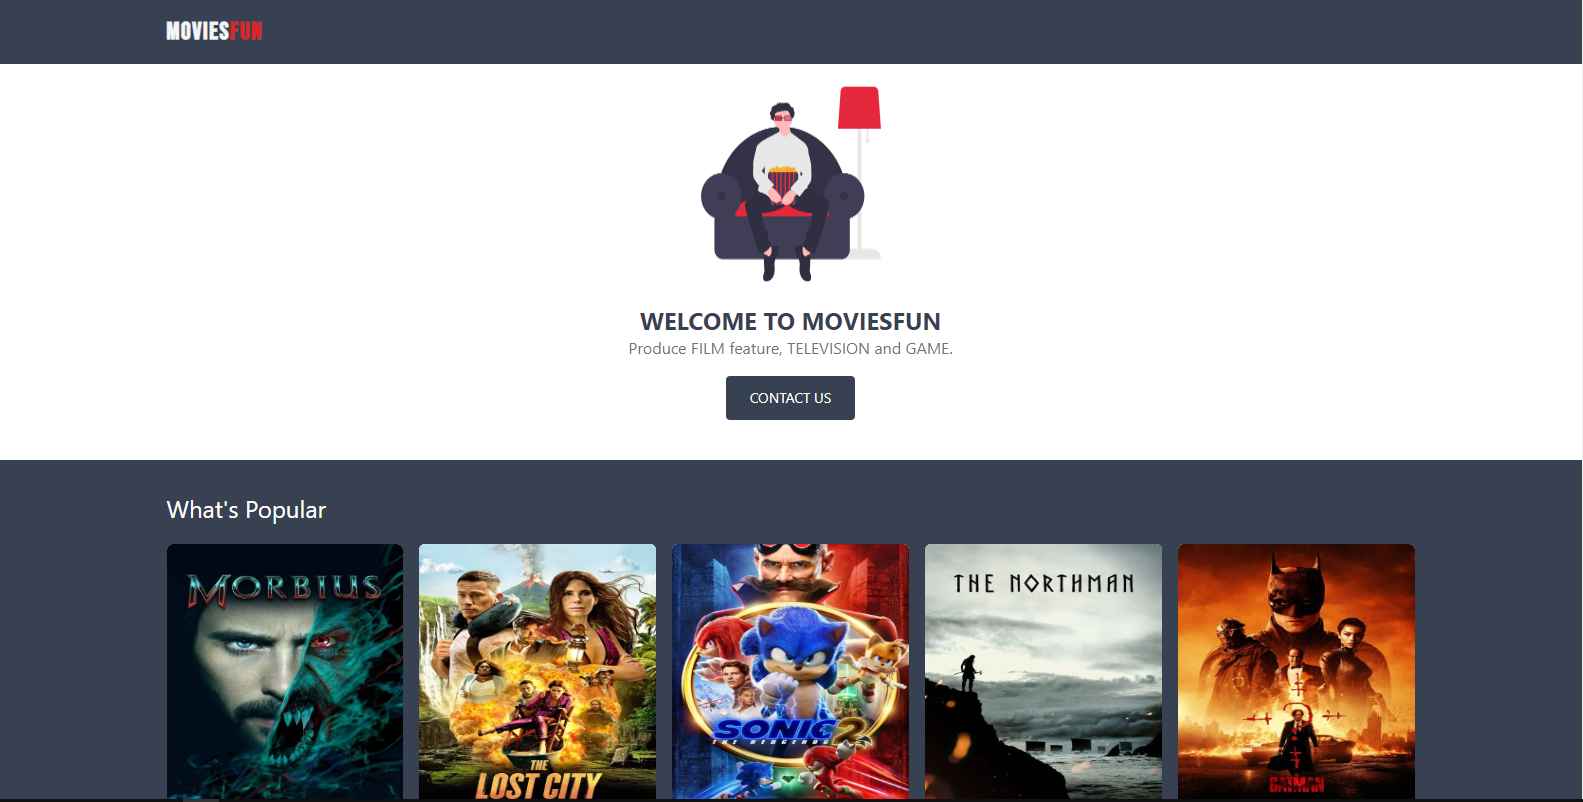 MOVIESFUN
WELCOME TO MOVIESFUN
Produce FILM feature, TELEVISION and GAME.
CONTACT US
What's Popular
MORBIUS
THE
LOST CITY
SONIC 2
THE HEDGEHOG
THE NORTHMAN
THE
BATMAN